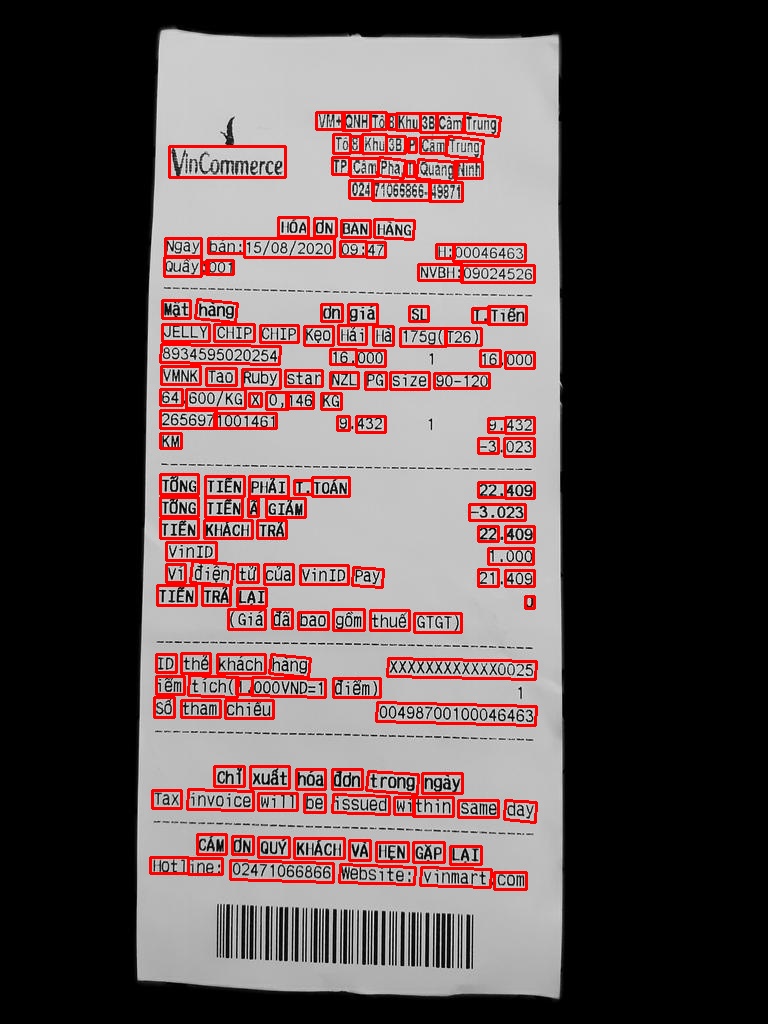 VinCommerce
VM+ QNH Tổ 8 Khu 3B Cẩm Trung
Tổ 8 Khu 3B P Cẩm Trung
TP Cẩm Phả, T Quảng Ninh
02471066866-49871
HÓA ĐƠN BÁN HÀNG
Ngày bán:15/08/2020 09:47
HĐ:00046463
Quầy:001
NVBH:09024526
Mặt hàng Đơn giá SL T.Tiền
JELLY CHIP CHIP Kẹo Hải Hà 175g(T26)
8934595020254 16.000 1 16.000
VMNK Táo Ruby star NZL PG size 90-120
64,600/KG X 0,146 KG
2656971001461 9.432 1 9.432
KM -3.023
TỔNG TIỀN PHẢI T.TOÁN 22.409
TỔNG TIỀN ĐÃ GIẢM -3.023
TIỀN KHÁCH TRẢ 22.409
VinID 1.000
Ví điện tử của VinID Pay 21.409
TIỀN TRẢ LẠI 0
(Giá đã bao gồm thuế GTGT)
ID thẻ khách hàng XXXXXXXXXXXX0025
Điểm tích(1.000VND=1 điểm) 1
Số tham chiếu 00498700100046463
Chỉ xuất hóa đơn trong ngày
Tax invoice will be issued within same day
CẢM ƠN QUÝ KHÁCH VÀ HẸN GẶP LẠI
Hotline: 02471066866 Website: vinmart.com